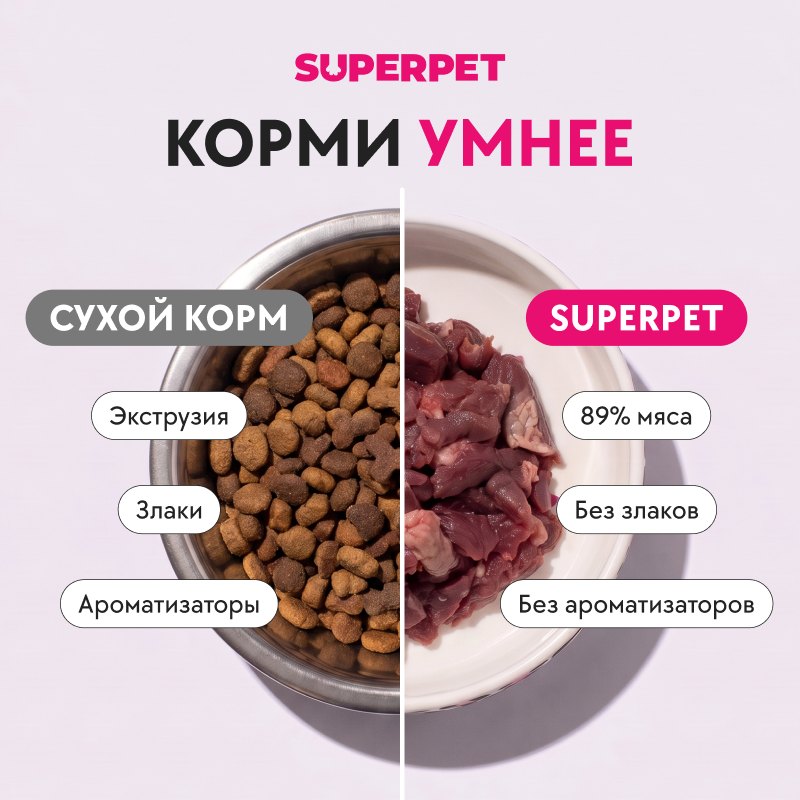 SUPERPET
КОРМИ УМНЕЕ
СУХОЙ КОРМ
Экструзия
Злаки
Ароматизаторы
SUPERPET
89% мяса
Без злаков
Без ароматизаторов